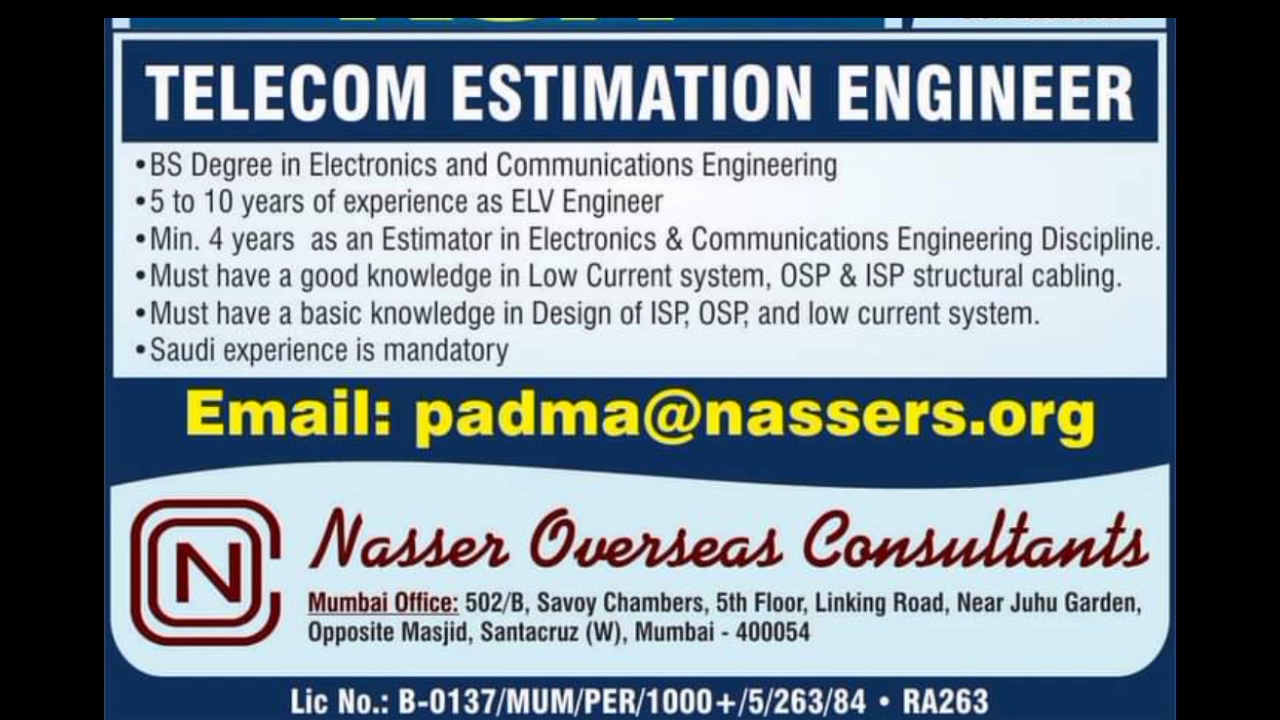 TELECOM ESTIMATION ENGINEER
•BS Degree in Electronics and Communications Engineering
•5 to 10 years of experience as ELV Engineer
•Min. 4 years as an Estimator in Electronics & Communications Engineering Discipline.
•Must have a good knowledge in Low Current system, OSP & ISP structural cabling.
•Must have a basic knowledge in Design of ISP, OSP, and low current system.
•Saudi experience is mandatory
Email: padma@nassers.org
N
Nasser Overseas Consultants
Mumbai Office: 502/B, Savoy Chambers, 5th Floor, Linking Road, Near Juhu Garden,
Opposite Masjid, Santacruz (W), Mumbai - 400054
Lic No.: B-0137/MUM/PER/1000+/5/263/84 • RA263